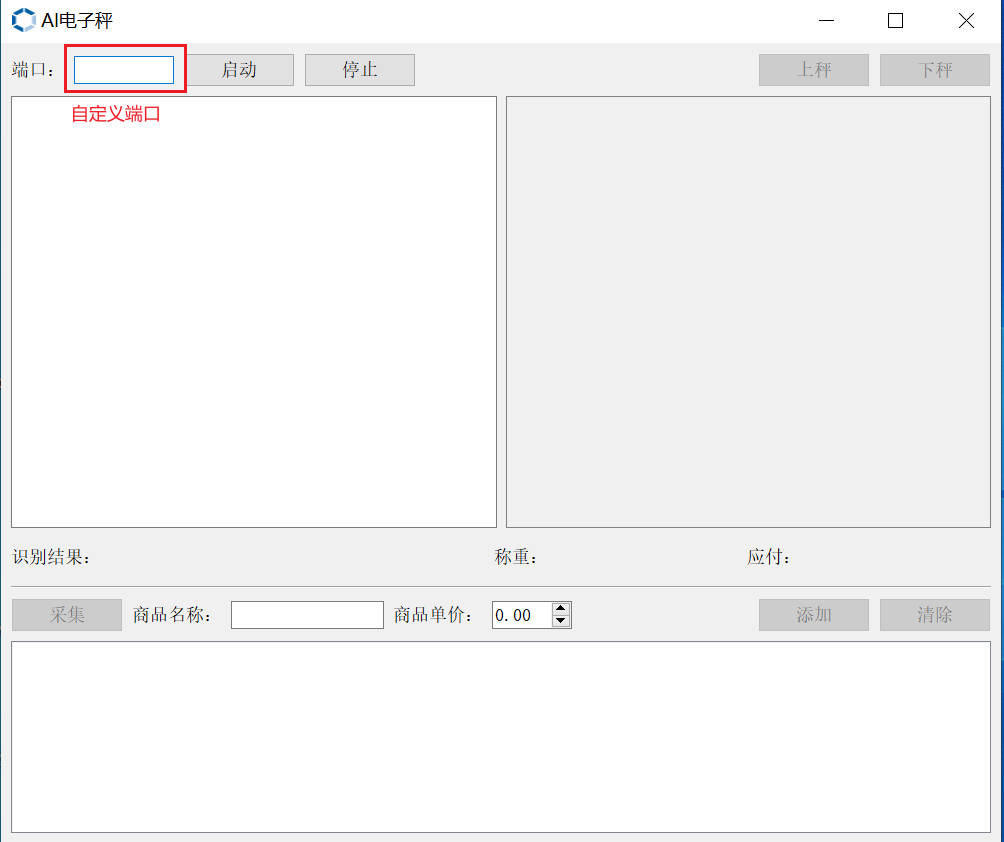 AI电子秤
端口： 启动 停止 上秤 下秤
自定义端口
识别结果： 称重： 应付：
采集 商品名称： 商品单价： 0.00 添加 清除